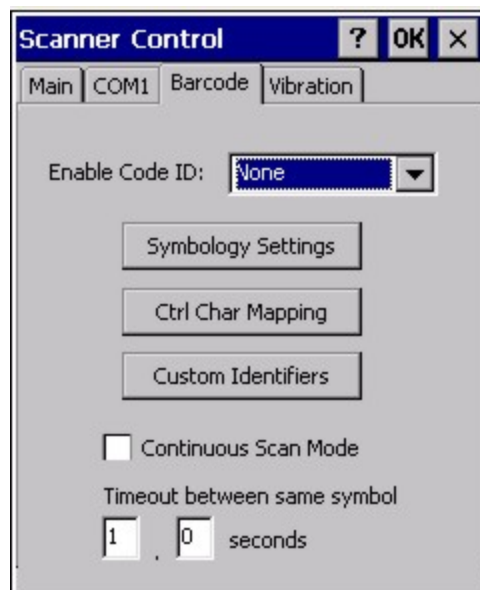 Scanner Control ? OK ×
Main COM1 Barcode Vibration
Enable Code ID: None
Symbology Settings
Ctrl Char Mapping
Custom Identifiers
Continuous Scan Mode
Timeout between same symbol
1 . 0 seconds